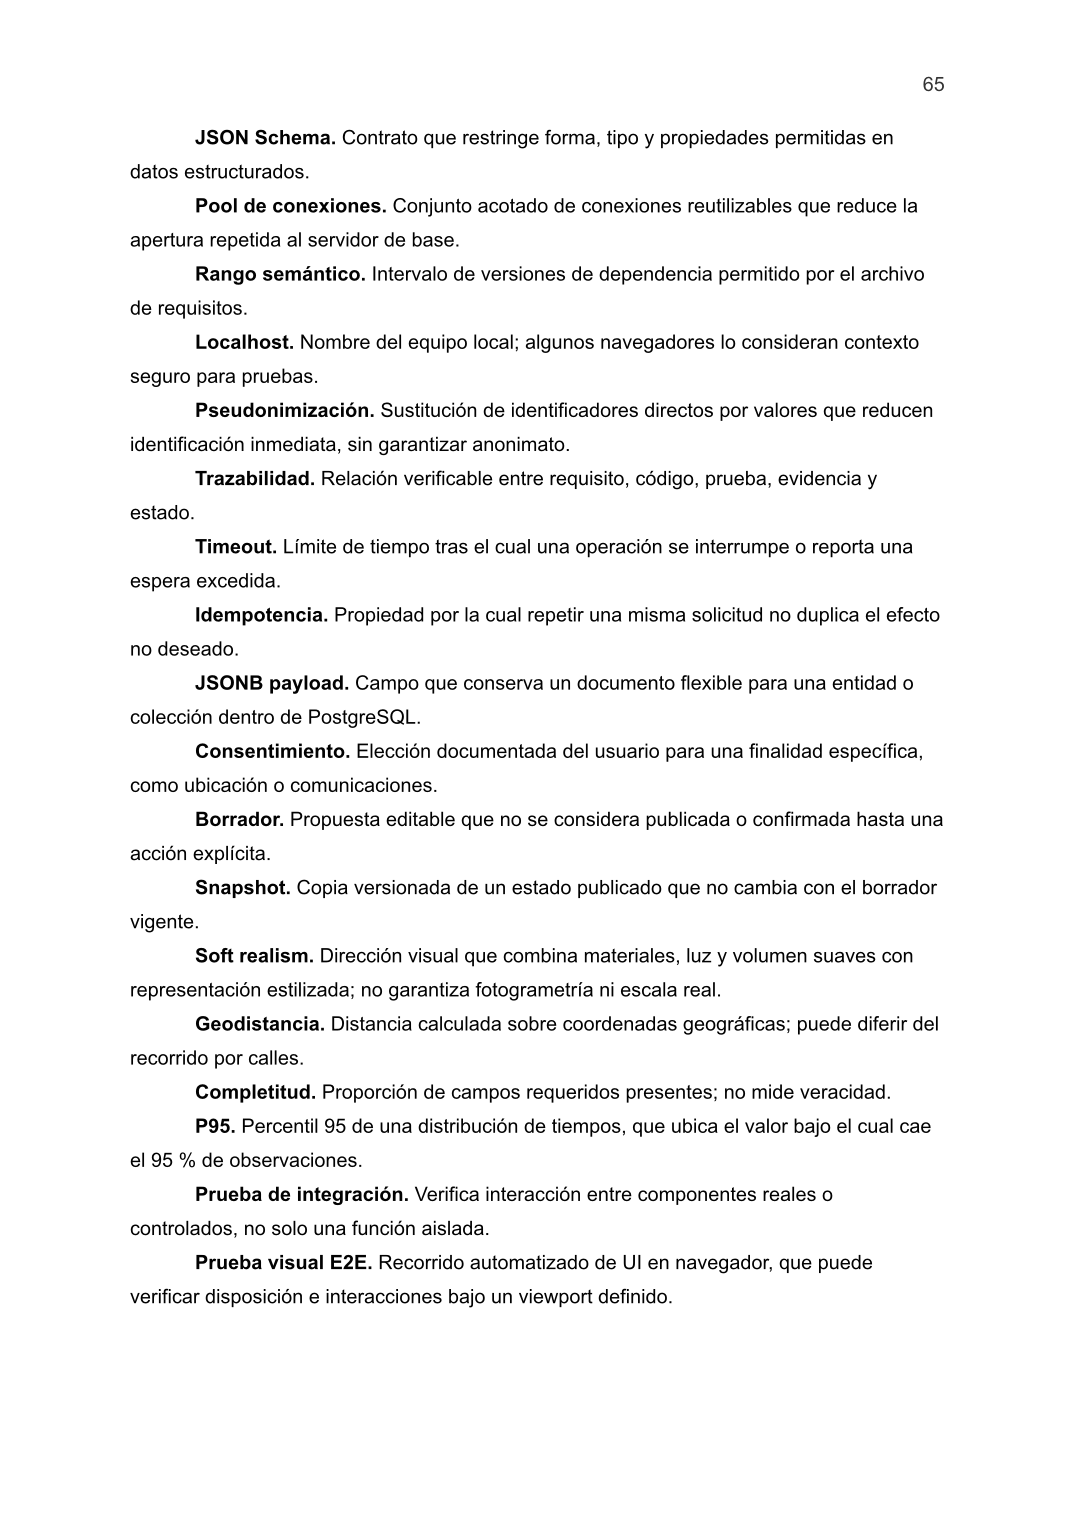 65
JSON Schema. Contrato que restringe forma, tipo y propiedades permitidas en
datos estructurados.
Pool de conexiones. Conjunto acotado de conexiones reutilizables que reduce la
apertura repetida al servidor de base.
Rango semántico. Intervalo de versiones de dependencia permitido por el archivo
de requisitos.
Localhost. Nombre del equipo local; algunos navegadores lo consideran contexto
seguro para pruebas.
Pseudonimización. Sustitución de identificadores directos por valores que reducen
identificación inmediata, sin garantizar anonimato.
Trazabilidad. Relación verificable entre requisito, código, prueba, evidencia y
estado.
Timeout. Límite de tiempo tras el cual una operación se interrumpe o reporta una
espera excedida.
Idempotencia. Propiedad por la cual repetir una misma solicitud no duplica el efecto
no deseado.
JSONB payload. Campo que conserva un documento flexible para una entidad o
colección dentro de PostgreSQL.
Consentimiento. Elección documentada del usuario para una finalidad específica,
como ubicación o comunicaciones.
Borrador. Propuesta editable que no se considera publicada o confirmada hasta una
acción explícita.
Snapshot. Copia versionada de un estado publicado que no cambia con el borrador
vigente.
Soft realism. Dirección visual que combina materiales, luz y volumen suaves con
representación estilizada; no garantiza fotogrametría ni escala real.
Geodistancia. Distancia calculada sobre coordenadas geográficas; puede diferir del
recorrido por calles.
Completitud. Proporción de campos requeridos presentes; no mide veracidad.
P95. Percentil 95 de una distribución de tiempos, que ubica el valor bajo el cual cae
el 95 % de observaciones.
Prueba de integración. Verifica interacción entre componentes reales o
controlados, no solo una función aislada.
Prueba visual E2E. Recorrido automatizado de UI en navegador, que puede
verificar disposición e interacciones bajo un viewport definido.